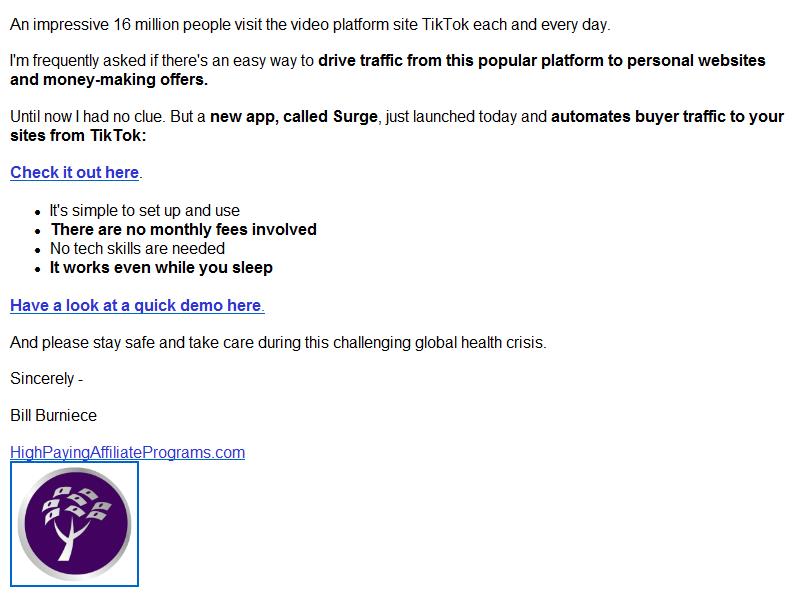 An impressive 16 million people visit the video platform site TikTok each and every day.
I'm frequently asked if there's an easy way to drive traffic from this popular platform to personal websites
and money-making offers.
Until now I had no clue. But a new app, called Surge, just launched today and automates buyer traffic to your
sites from TikTok:
Check it out here.
• It's simple to set up and use
• There are no monthly fees involved
• No tech skills are needed
• It works even while you sleep
Have a look at a quick demo here.
And please stay safe and take care during this challenging global health crisis.
Sincerely -
Bill Burniece
HighPayingAffiliatePrograms.com